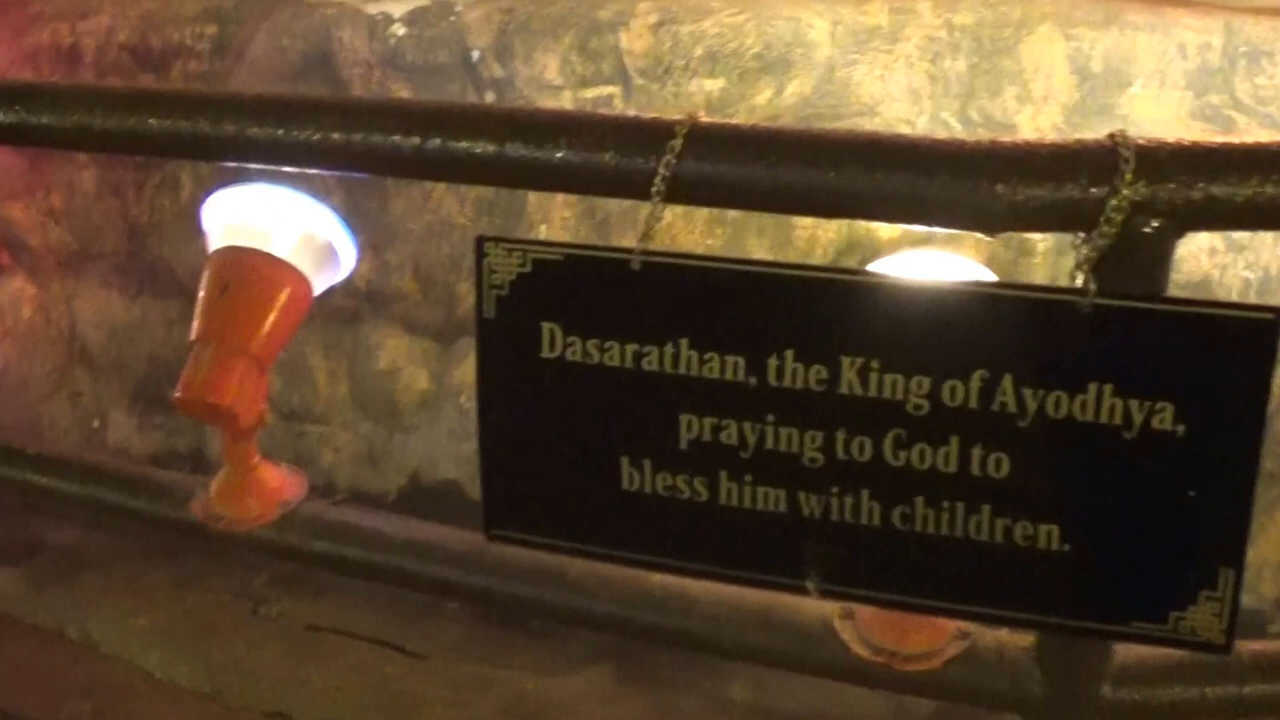 Dasarathan, the King of Ayodhya,
praying to God to
bless him with children.